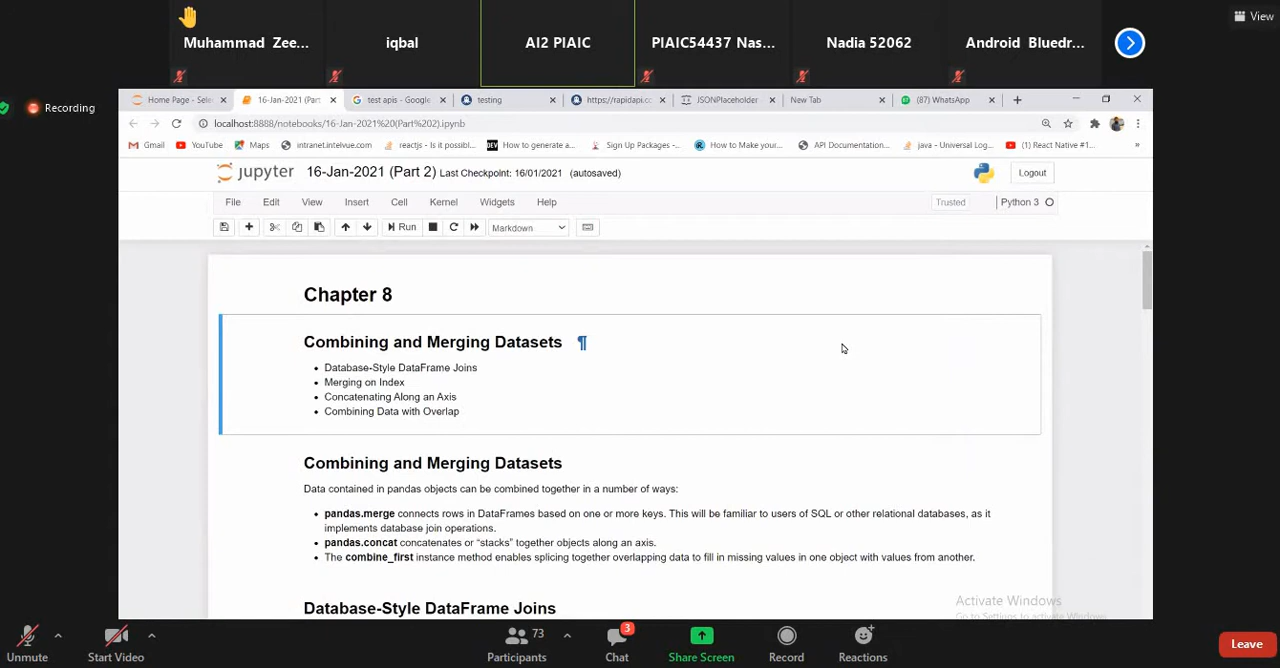 Muhammad Zee...
iqbal
AI2 PIAIC
PIAIC54437 Nas...
Nadia 52062
Android Bluedr...
View
Recording
Home Page - Sele
16-Jan-2021 (Part
test apis - Google
testing
https://rapidapi.co
JSONPlaceholder
New Tab
(87) WhatsApp
localhost:8888/notebooks/16-Jan-2021%20(Part%202).ipynb
Gmail
YouTube
Maps
intranet.intelvue.com
reactjs - Is it possibl...
DEV
How to generate a...
Sign Up Packages -...
How to Make your...
API Documentation...
java - Universal Log...
(1) React Native #1...
»
jupyter
16-Jan-2021 (Part 2) Last Checkpoint: 16/01/2021 (autosaved)
Logout
File
Edit
View
Insert
Cell
Kernel
Widgets
Help
Trusted
Python 3
Run
Markdown
Chapter 8
Combining and Merging Datasets ¶
• Database-Style DataFrame Joins
• Merging on Index
• Concatenating Along an Axis
• Combining Data with Overlap
Combining and Merging Datasets
Data contained in pandas objects can be combined together in a number of ways:
• pandas.merge connects rows in DataFrames based on one or more keys. This will be familiar to users of SQL or other relational databases, as it
implements database join operations.
• pandas.concat concatenates or “stacks” together objects along an axis.
• The combine_first instance method enables splicing together overlapping data to fill in missing values in one object with values from another.
Database-Style DataFrame Joins
Activate Windows
Go to Settings to activate Windows.
Unmute
Start Video
73
Participants
3
Chat
Share Screen
Record
Reactions
Leave